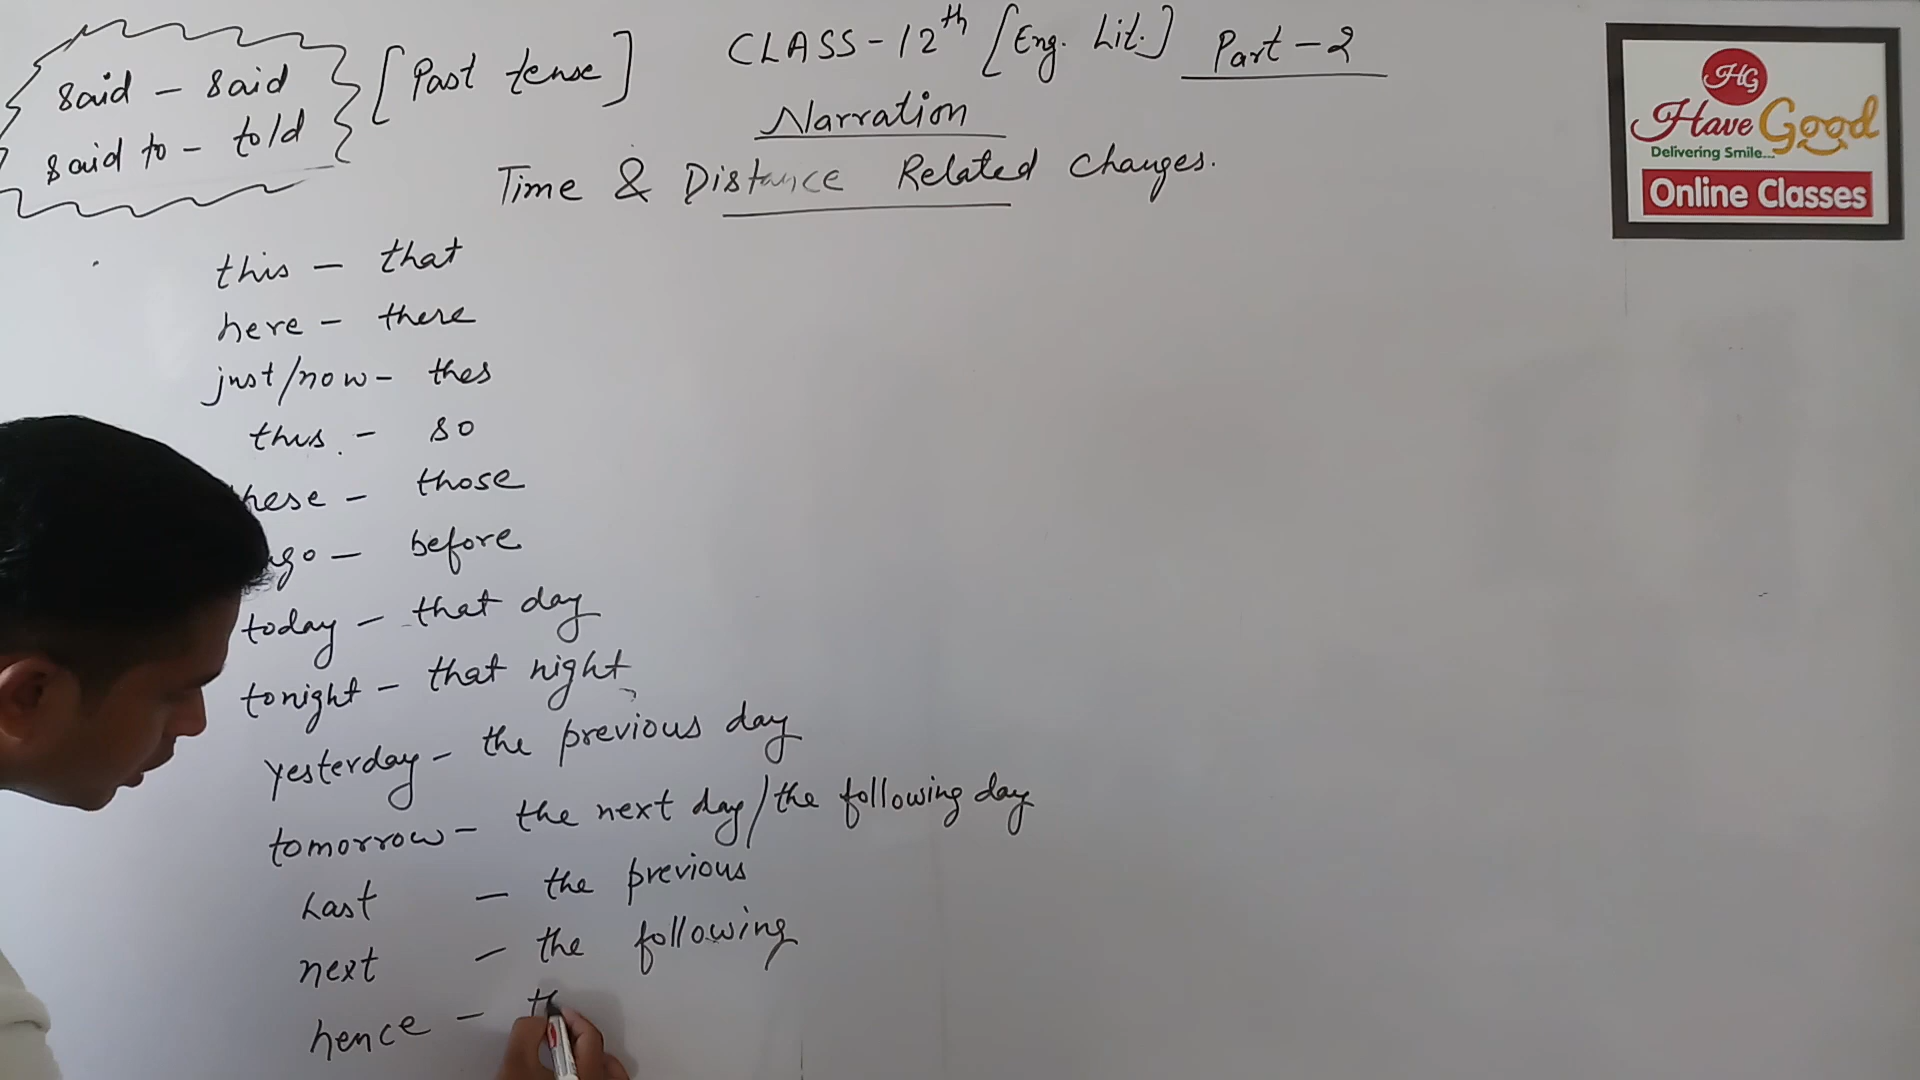 CLASS-12th [Eng. Lit.] Part-2
said - said
said to - told
[Past tense]
Narration
Time & Distance Related Changes.
this - that
here - there
just/now - thes
thus. - so
hese - those
ago - before
today - that day
tonight - that night
yesterday - the previous day
tomorrow - the next day/the following day
Last - the previous
next - the following
hence - th
HG
Have Good
Delivering Smile...
Online Classes